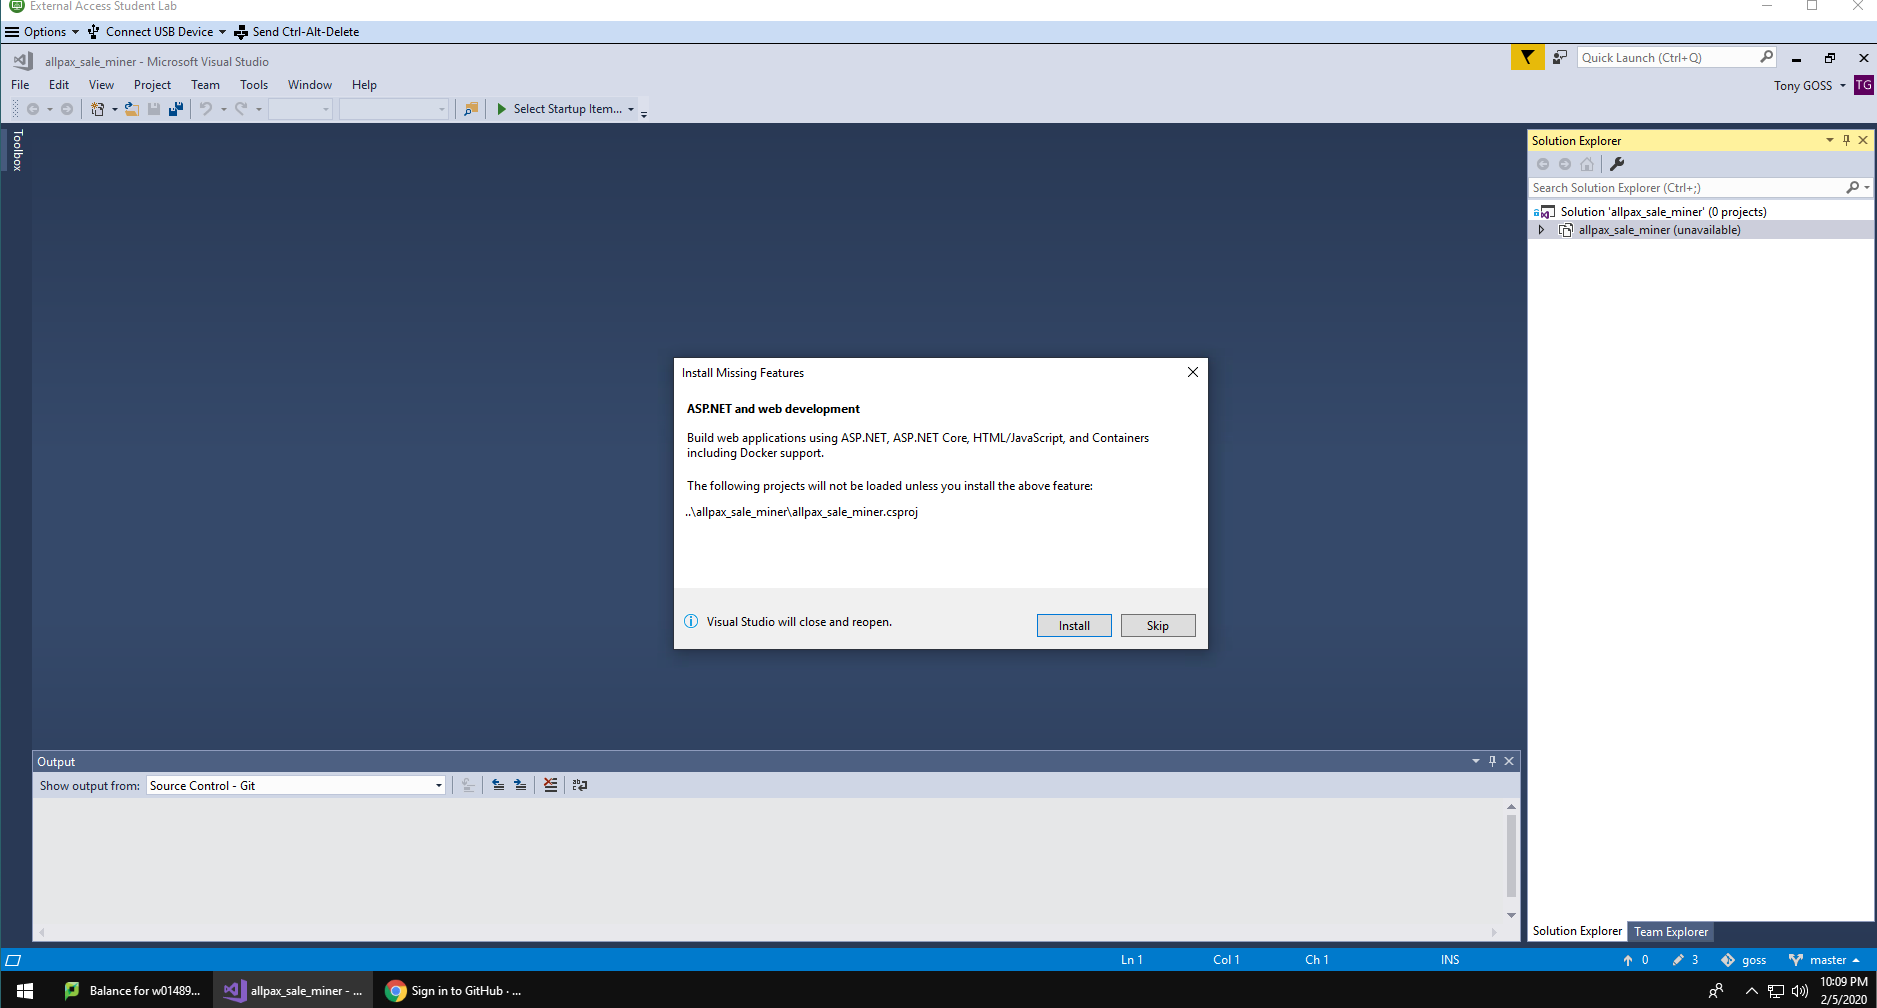 External Access Student Lab
Options Connect USB Device Send Ctrl-Alt-Delete
allpax_sale_miner - Microsoft Visual Studio
Quick Launch (Ctrl+Q)
File Edit View Project Team Tools Window Help
Tony GOSS TG
Select Startup Item...
Toolbox
Solution Explorer
Search Solution Explorer (Ctrl+;)
Solution 'allpax_sale_miner' (0 projects)
allpax_sale_miner (unavailable)
Install Missing Features
ASP.NET and web development
Build web applications using ASP.NET, ASP.NET Core, HTML/JavaScript, and Containers
including Docker support.
The following projects will not be loaded unless you install the above feature:
..\allpax_sale_miner\allpax_sale_miner.csproj
Visual Studio will close and reopen.
Install Skip
Output
Show output from: Source Control - Git
Solution Explorer Team Explorer
Ln 1 Col 1 Ch 1 INS 0 3 goss master
Balance for w01489... allpax_sale_miner - ... Sign in to GitHub · ...
10:09 PM
2/5/2020